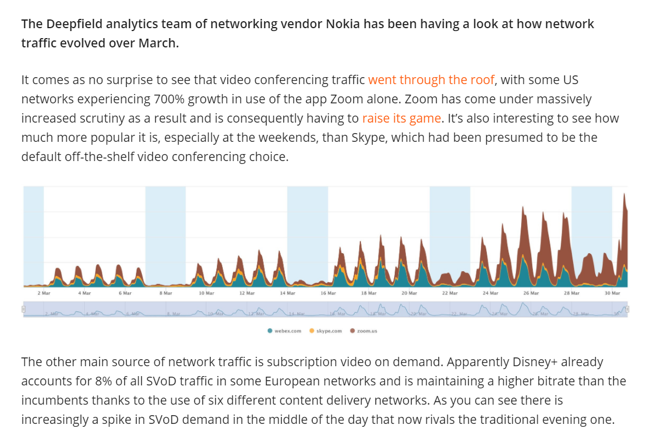 The Deepfield analytics team of networking vendor Nokia has been having a look at how network
traffic evolved over March.
It comes as no surprise to see that video conferencing traffic went through the roof, with some US
networks experiencing 700% growth in use of the app Zoom alone. Zoom has come under massively
increased scrutiny as a result and is consequently having to raise its game. It's also interesting to see how
much more popular it is, especially at the weekends, than Skype, which had been presumed to be the
default off-the-shelf video conferencing choice.
2 Mar 4 Mar 6 Mar 8 Mar 10 Mar 12 Mar 14 Mar 16 Mar 18 Mar 20 Mar 22 Mar 24 Mar 26 Mar 28 Mar 30 Mar
webex.com skype.com zoom.us
The other main source of network traffic is subscription video on demand. Apparently Disney+ already
accounts for 8% of all SVoD traffic in some European networks and is maintaining a higher bitrate than the
incumbents thanks to the use of six different content delivery networks. As you can see there is
increasingly a spike in SVoD demand in the middle of the day that now rivals the traditional evening one.